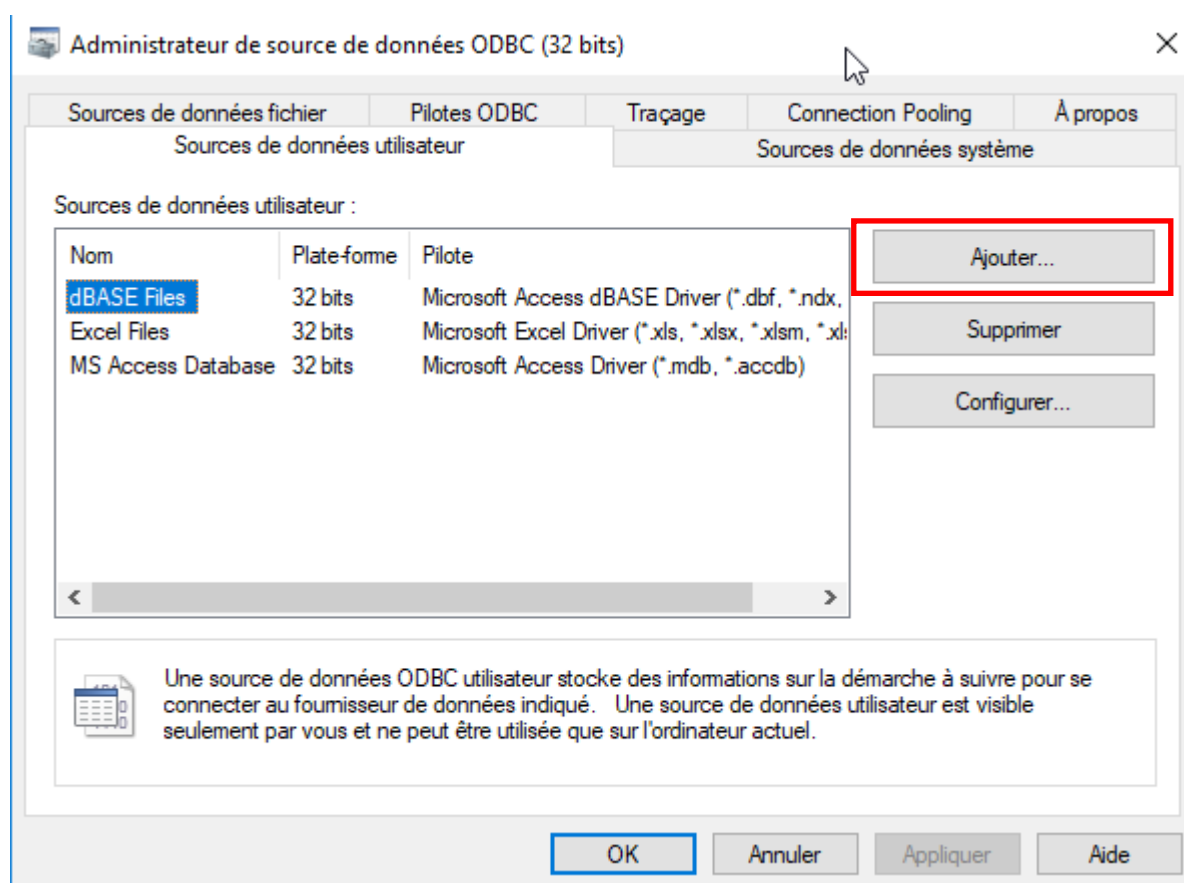 Administrateur de source de données ODBC (32 bits)
Sources de données fichier Pilotes ODBC Traçage Connection Pooling À propos
Sources de données utilisateur Sources de données système
Sources de données utilisateur :
Nom Plate-forme Pilote
dBASE Files 32 bits Microsoft Access dBASE Driver (*.dbf, *.ndx,
Excel Files 32 bits Microsoft Excel Driver (*.xls, *.xlsx, *.xlsm, *.xl
MS Access Database 32 bits Microsoft Access Driver (*.mdb, *.accdb)
Ajouter...
Supprimer
Configurer...
Une source de données ODBC utilisateur stocke des informations sur la démarche à suivre pour se
connecter au fournisseur de données indiqué. Une source de données utilisateur est visible
seulement par vous et ne peut être utilisée que sur l'ordinateur actuel.
OK Annuler Appliquer Aide